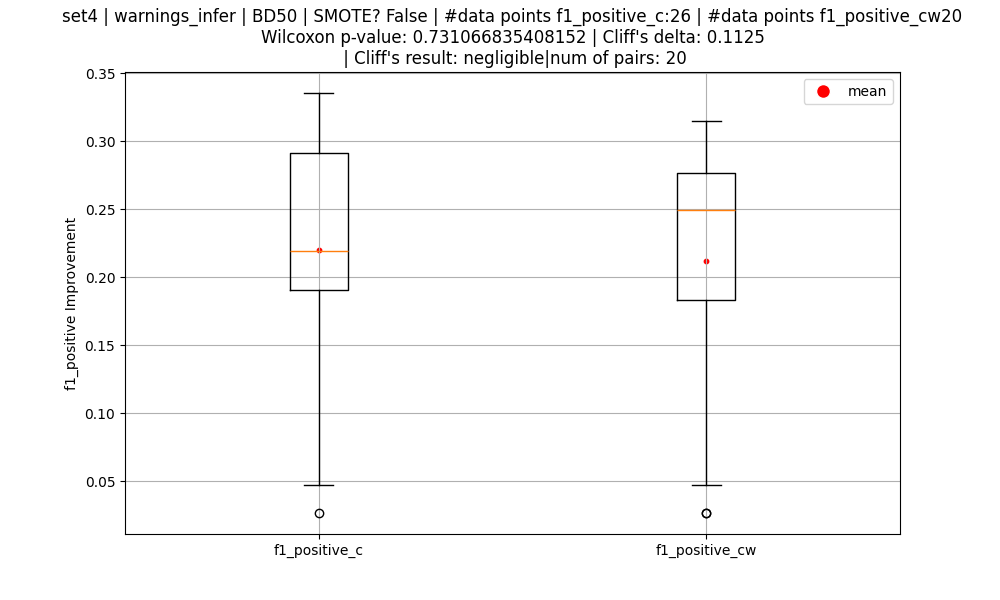 set4 | warnings_infer | BD50 | SMOTE? False | #data points f1_positive_c:26 | #data points f1_positive_cw20
Wilcoxon p-value: 0.731066835408152 | Cliff's delta: 0.1125
| Cliff's result: negligible|num of pairs: 20
mean
0.35
0.30
0.25
0.20
0.15
0.10
0.05
f1_positive Improvement
f1_positive_c
f1_positive_cw